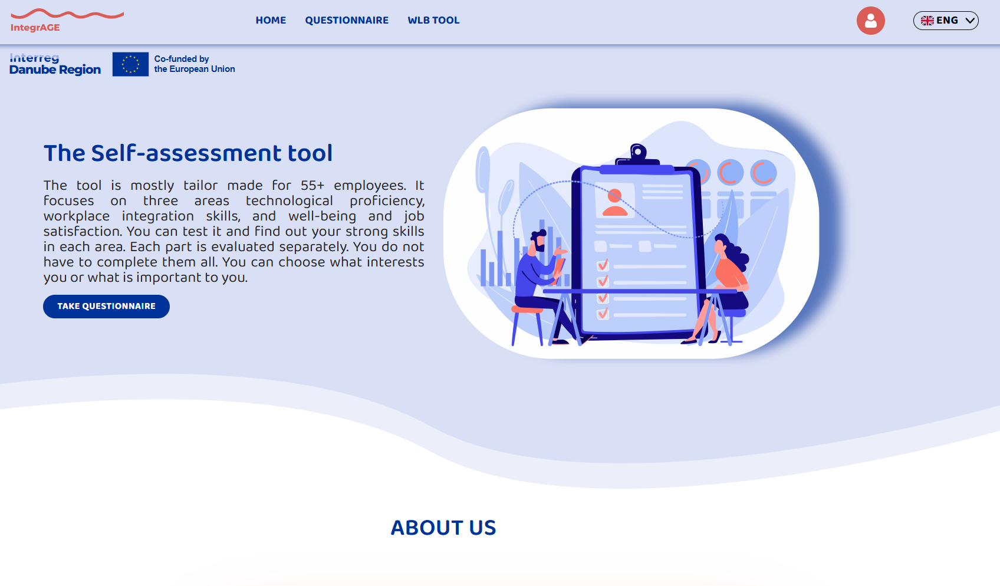 IntegrAGE
HOME QUESTIONNAIRE WLB TOOL
ENG
Interreg
Danube Region
Co-funded by
the European Union
The Self-assessment tool
The tool is mostly tailor made for 55+ employees. It
focuses on three areas technological proficiency,
workplace integration skills, and well-being and job
satisfaction. You can test it and find out your strong skills
in each area. Each part is evaluated separately. You do not
have to complete them all. You can choose what interests
you or what is important to you.
TAKE QUESTIONNAIRE
ABOUT US